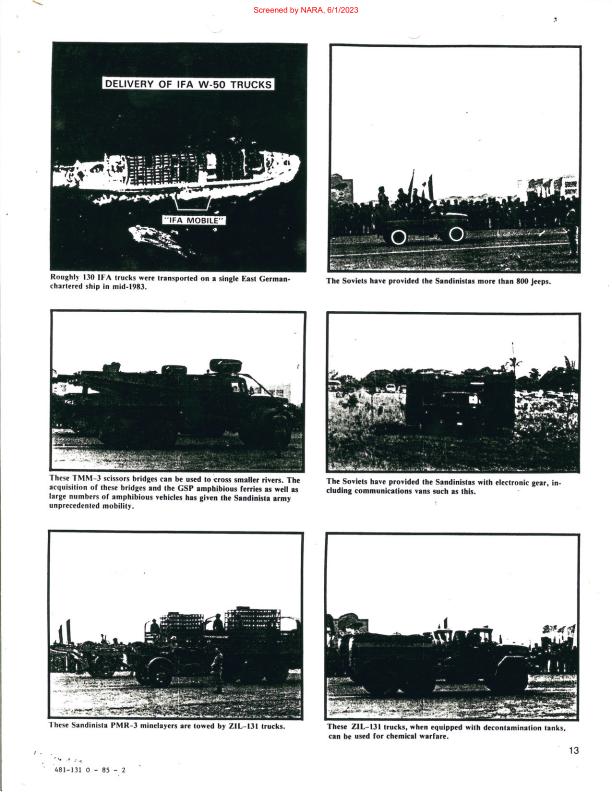 Screened by NARA, 6/1/2023
DELIVERY OF IFA W-50 TRUCKS
"IFA MOBILE"
Roughly 130 IFA trucks were transported on a single East German-
chartered ship in mid-1983.
The Soviets have provided the Sandinistas more than 800 jeeps.
These TMM-3 scissors bridges can be used to cross smaller rivers. The
acquisition of these bridges and the GSP amphibious ferries as well as
large numbers of amphibious vehicles has given the Sandinista army
unprecedented mobility.
The Soviets have provided the Sandinistas with electronic gear, in-
cluding communications vans such as this.
These Sandinista PMR-3 minelayers are towed by ZIL-131 trucks.
These ZIL-131 trucks, when equipped with decontamination tanks,
can be used for chemical warfare.
13
481-131 0 - 85 - 2